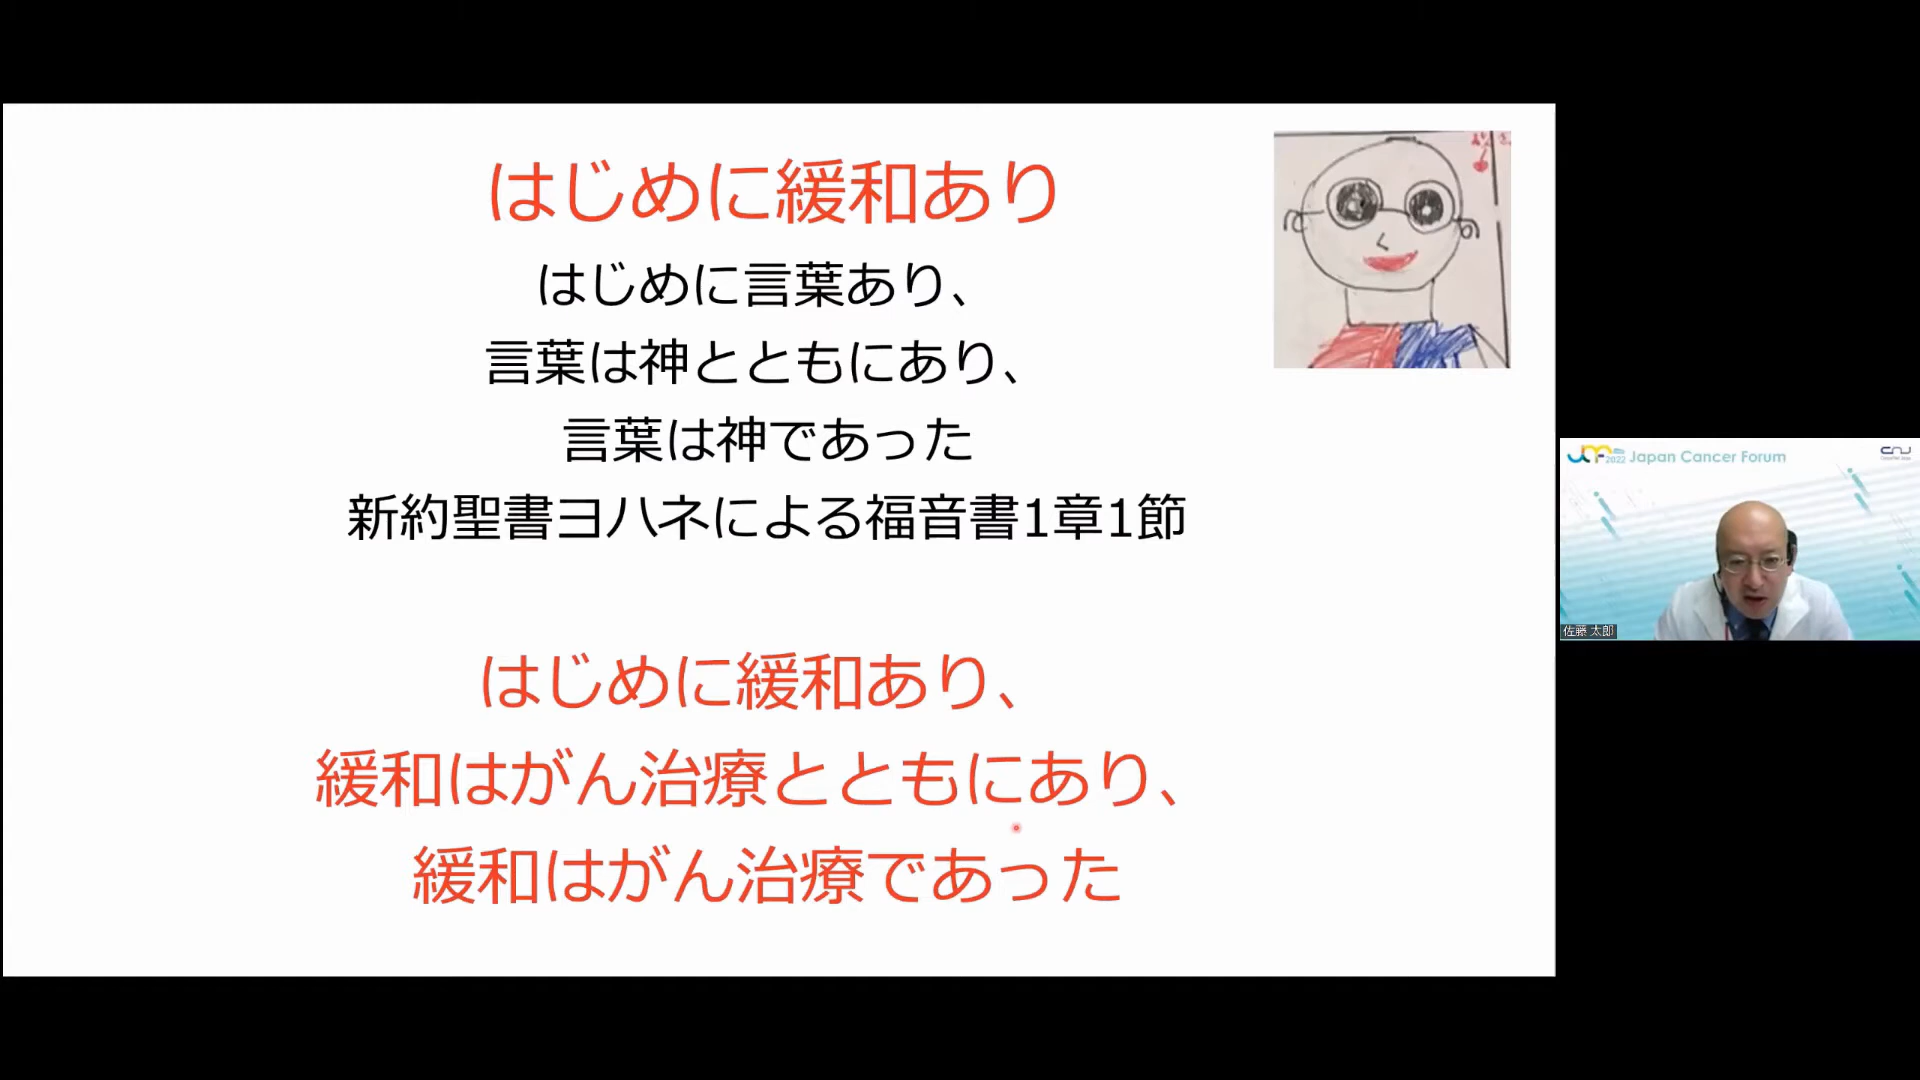 はじめに緩和あり
はじめに言葉あり、
言葉は神とともにあり、
言葉は神であった
新約聖書ヨハネによる福音書1章1節
はじめに緩和あり、
緩和はがん治療とともにあり、
緩和はがん治療であった
2022 Japan Cancer Forum
佐藤 太郎